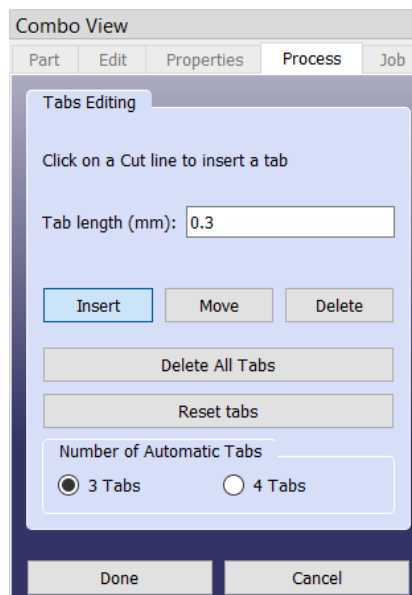 Combo View
Part Edit Properties Process Job
Tabs Editing
Click on a Cut line to insert a tab
Tab length (mm): 0.3
Insert Move Delete
Delete All Tabs
Reset tabs
Number of Automatic Tabs
3 Tabs 4 Tabs
Done Cancel